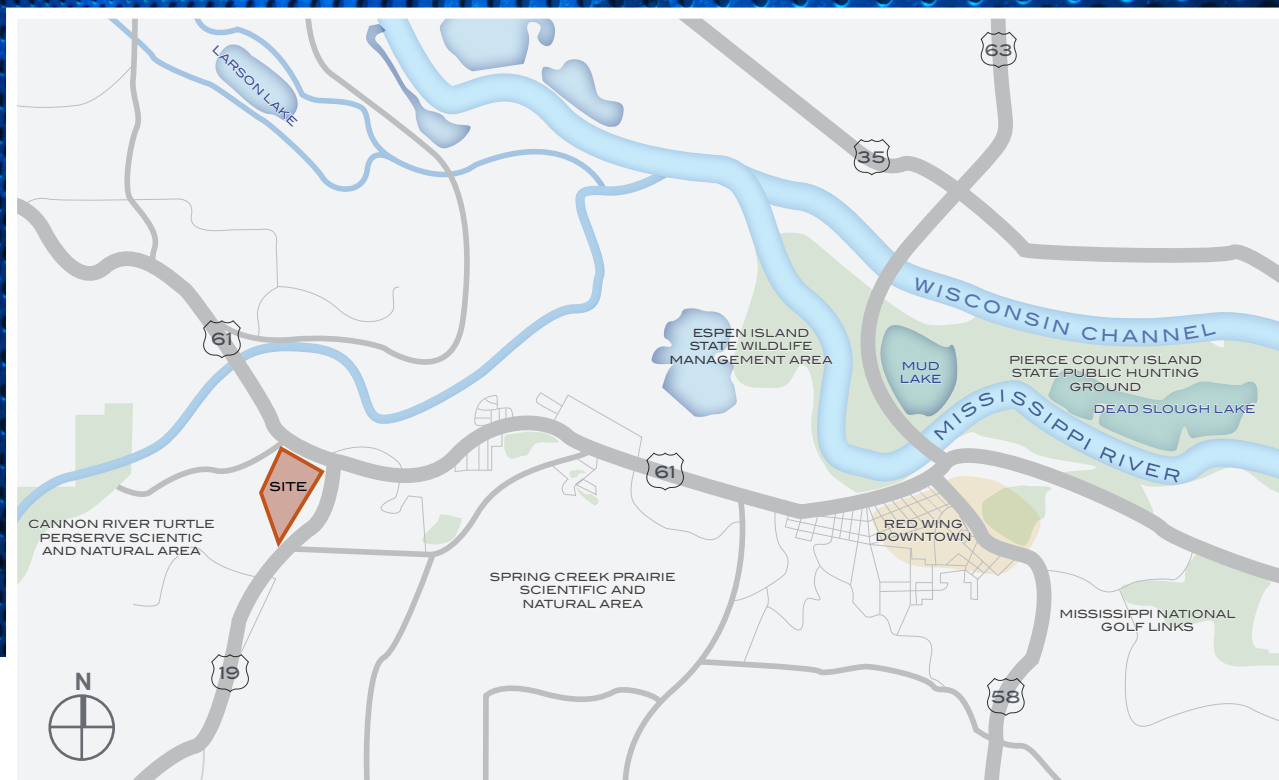 63
LARSON LAKE
35
WISCONSIN CHANNEL
61
ESPEN ISLAND
STATE WILDLIFE
MANAGEMENT AREA
MUD
LAKE
PIERCE COUNTY ISLAND
STATE PUBLIC HUNTING
GROUND
DEAD SLOUGH LAKE
MISSISSIPPI RIVER
61
SITE
CANNON RIVER TURTLE
PERSERVE SCIENTIC
AND NATURAL AREA
RED WING
DOWNTOWN
SPRING CREEK PRAIRIE
SCIENTIFIC AND
NATURAL AREA
MISSISSIPPI NATIONAL
GOLF LINKS
19
N
58